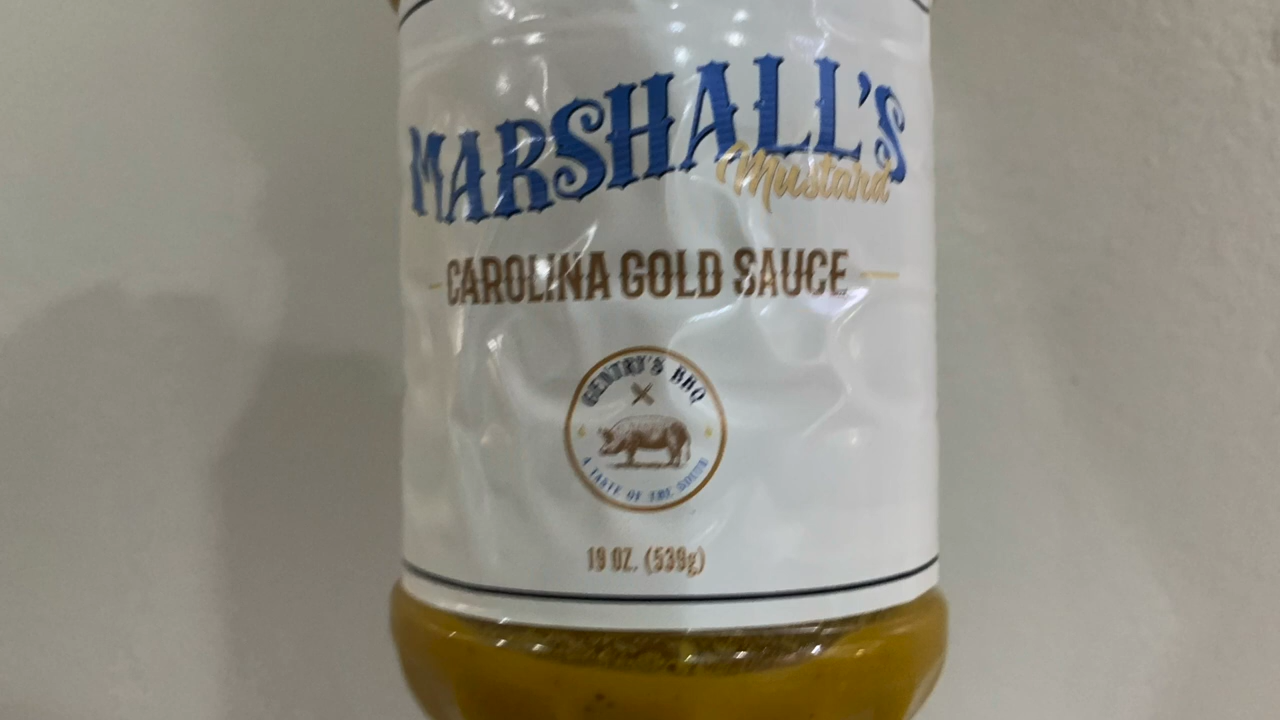 MARSHALL'S
Mustard
CAROLINA GOLD SAUCE
GENTRY'S BBQ
A TASTE OF THE SOUTH
19 OZ. (539g)